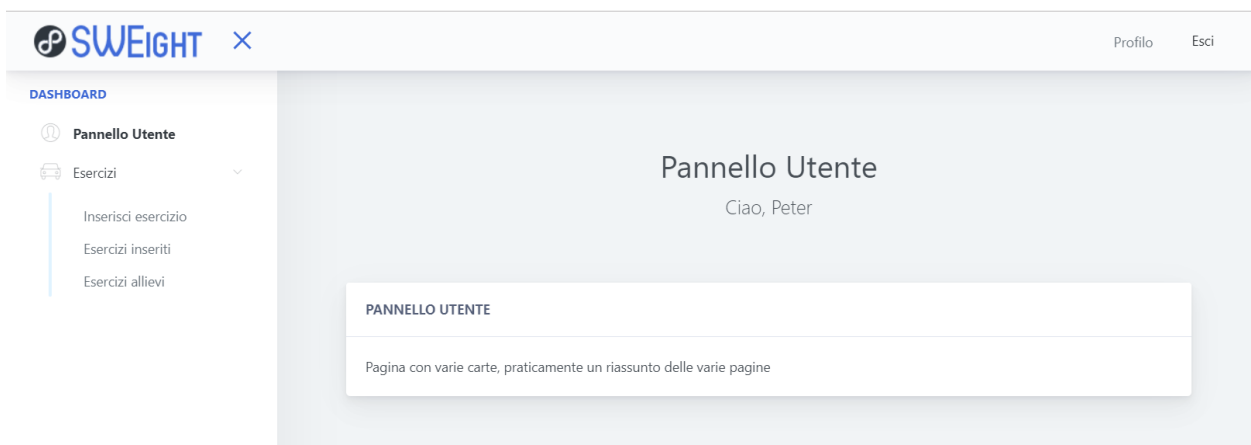 SWEIGHT
Profilo
Esci
DASHBOARD
Pannello Utente
Esercizi
Inserisci esercizio
Esercizi inseriti
Esercizi allievi
Pannello Utente
Ciao, Peter
PANNELLO UTENTE
Pagina con varie carte, praticamente un riassunto delle varie pagine